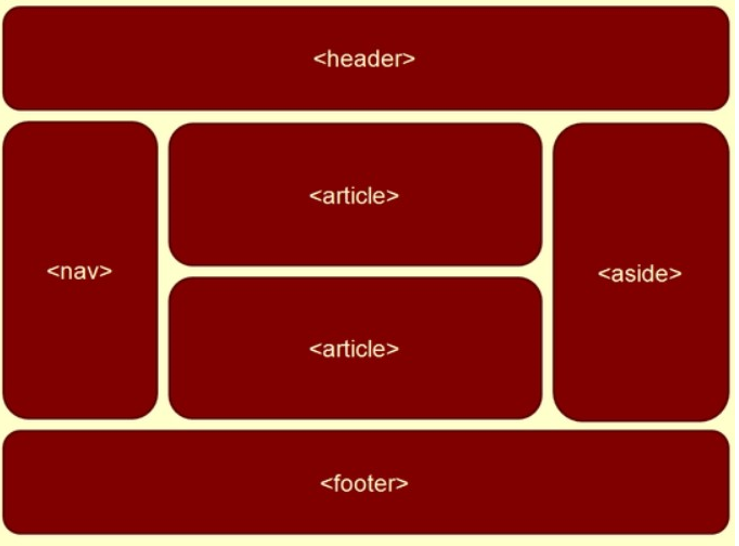 <header>
<article>
<nav>
<aside>
<article>
<footer>